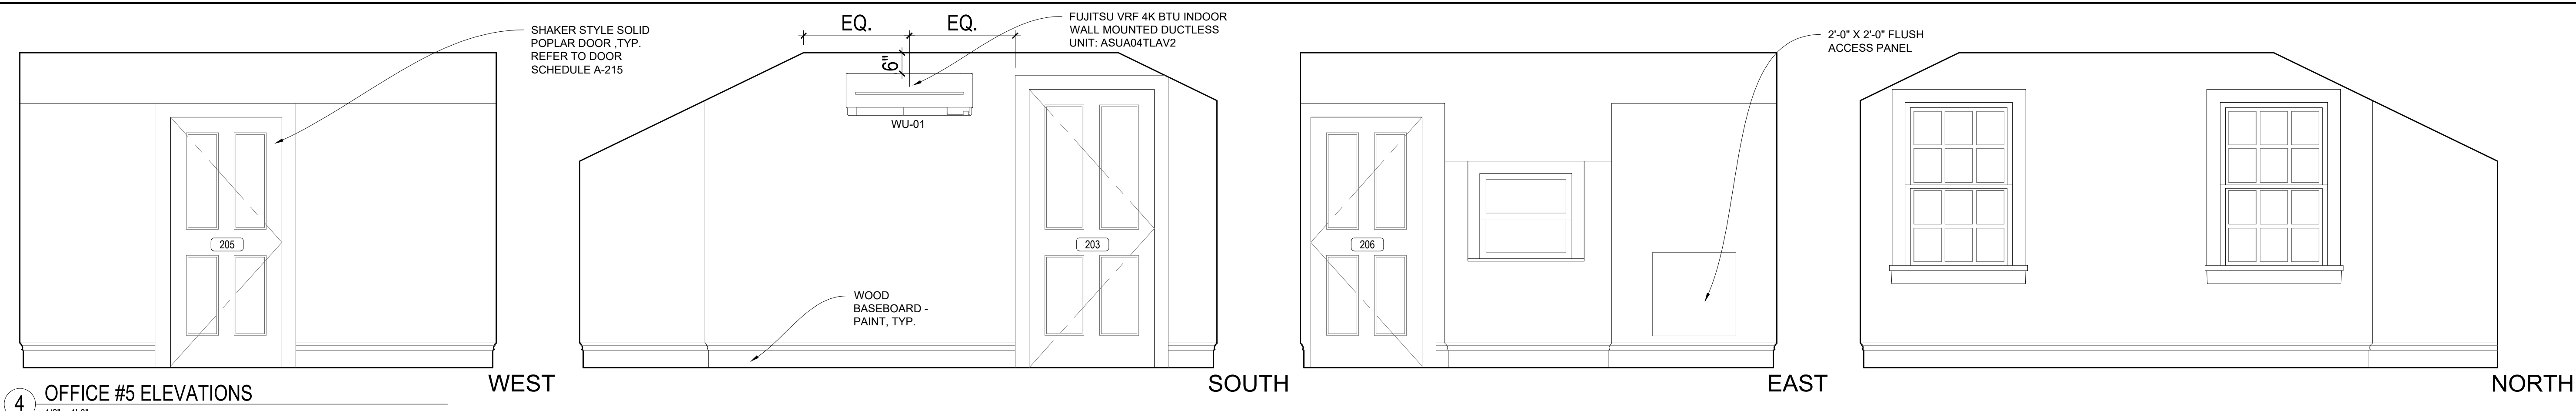 SHAKER STYLE SOLID
POPLAR DOOR ,TYP.
REFER TO DOOR
SCHEDULE A-215
205
WEST
EQ.
EQ.
6"
FUJITSU VRF 4K BTU INDOOR
WALL MOUNTED DUCTLESS
UNIT: ASUA04TLAV2
WU-01
203
WOOD
BASEBOARD -
PAINT, TYP.
SOUTH
206
2'-0" X 2'-0" FLUSH
ACCESS PANEL
EAST
NORTH
4
OFFICE #5 ELEVATIONS